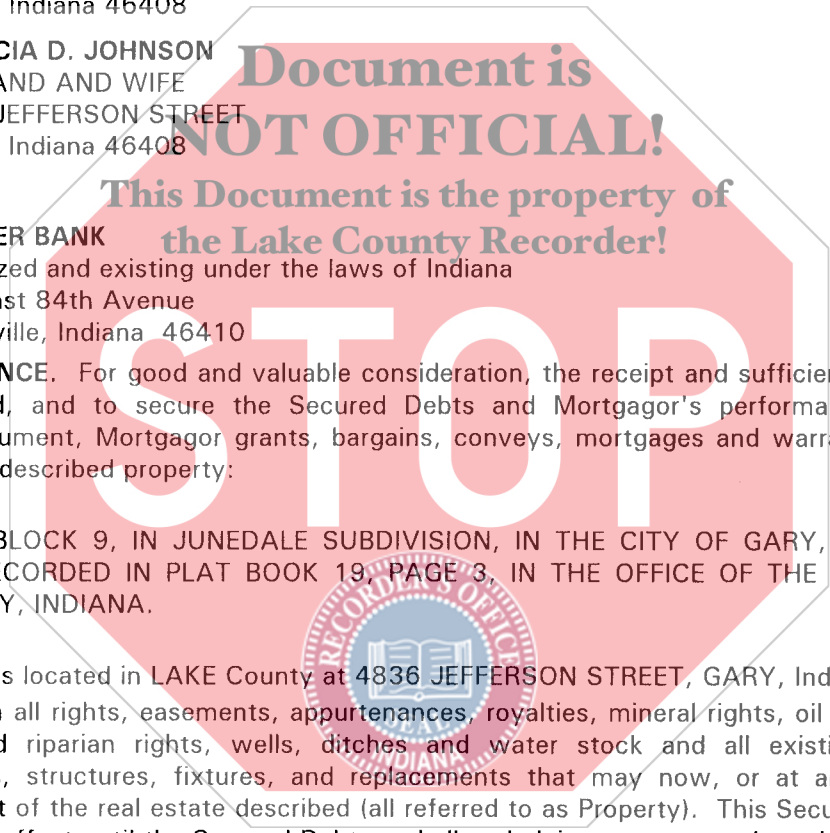 Indiana 46408
CIA D. JOHNSON
AND AND WIFE
JEFFERSON STREET
Indiana 46408
Document is
NOT OFFICIAL!
This Document is the property of
the Lake County Recorder!
ER BANK
zed and existing under the laws of Indiana
ast 84th Avenue
ville, Indiana 46410
STOP
NCE. For good and valuable consideration, the receipt and sufficien
d, and to secure the Secured Debts and Mortgagor's performa
ument, Mortgagor grants, bargains, conveys, mortgages and warra
described property:
BLOCK 9, IN JUNEDALE SUBDIVISION, IN THE CITY OF GARY,
CORDED IN PLAT BOOK 19, PAGE 3, IN THE OFFICE OF THE
Y, INDIANA.
RECORDER'S OFFICE
SEAL
INDIANA
s located in LAKE County at 4836 JEFFERSON STREET, GARY, Ind
all rights, easements, appurtenances, royalties, mineral rights, oil
d riparian rights, wells, ditches and water stock and all existi
, structures, fixtures, and replacements that may now, or at a
t of the real estate described (all referred to as Property). This Secu